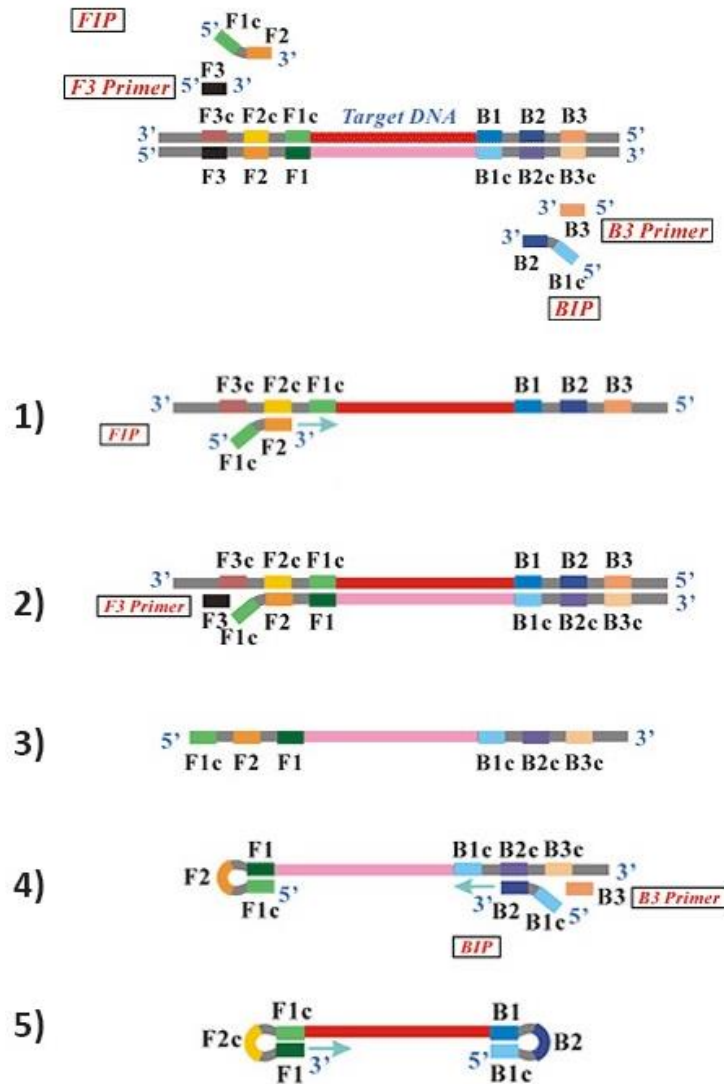 FIP
F1c
F2
5'
3'
F3 Primer
5'
F3
3'
F3c F2c F1c Target DNA B1 B2 B3
3' 5'
5' 3'
F3 F2 F1 B1c B2c B3c
3' 5'
B3
B3 Primer
3'
B2
5'
B1c
BIP
1)
F3c F2c F1c B1 B2 B3
3' 5'
FIP
5' F2 3'
F1c
2)
F3c F2c F1c B1 B2 B3
3' 5'
F3 Primer
3'
F3 F1c F2 F1 B1c B2c B3c
3)
5' 3'
F1c F2 F1 B1c B2c B3c
4)
F1 B1c B2c B3c
3'
F2
F1c 5'
3' B2 B1c 5' B3
B3 Primer
BIP
5)
F1c B1
F2c B2
F1 3' 5' B1c